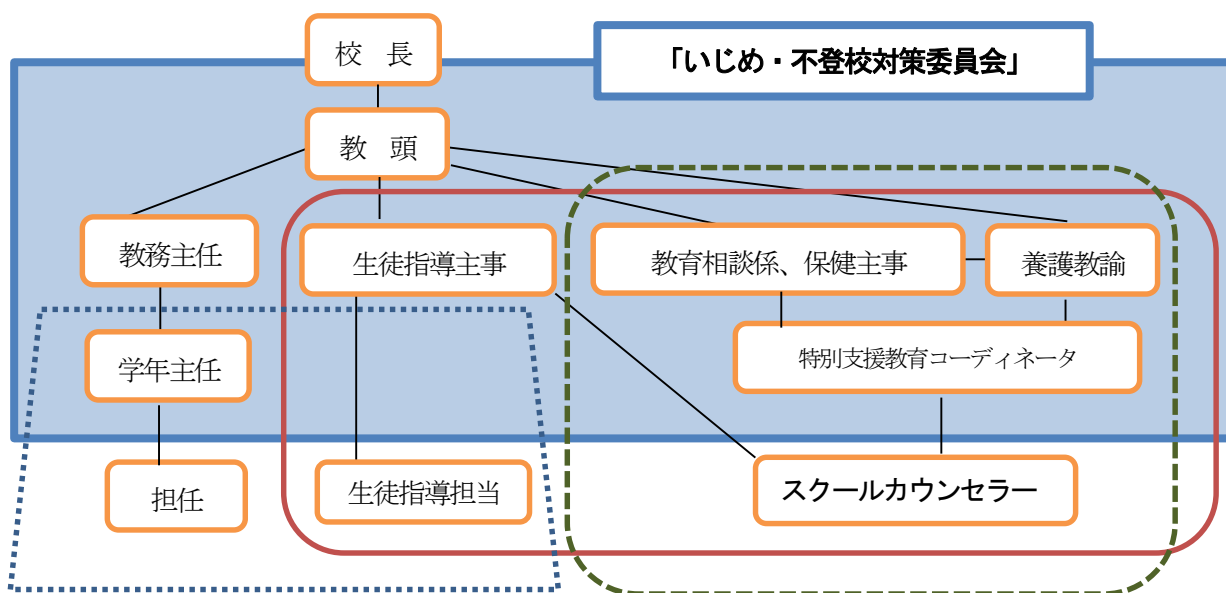 校　長
「いじめ・不登校対策委員会」
教　頭
教務主任
生徒指導主事
教育相談係、保健主事
養護教諭
学年主任
特別支援教育コーディネータ
担任
生徒指導担当
スクールカウンセラー